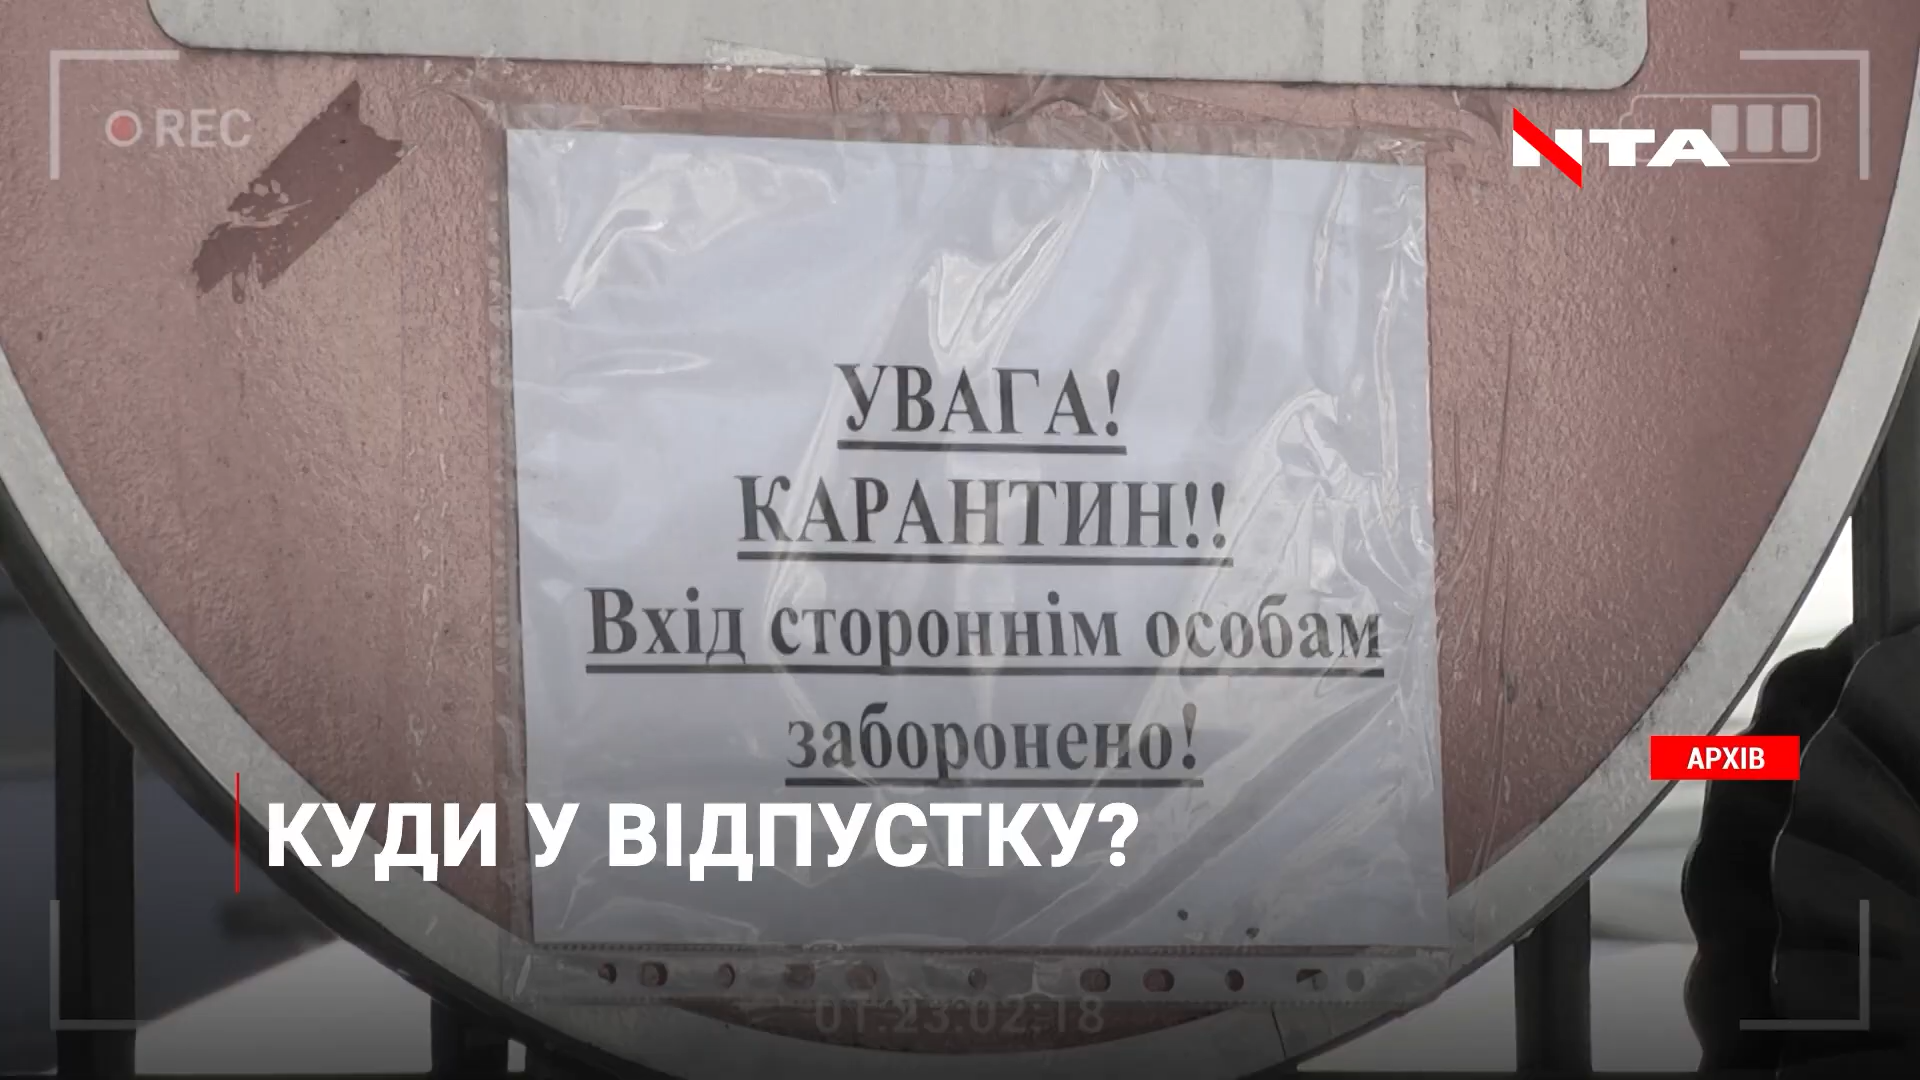 REC
NTA
УВАГА!
КАРАНТИН!!
Вхід стороннім особам
заборонено!
АРХІВ
КУДИ У ВІДПУСТКУ?
01:23:02:18